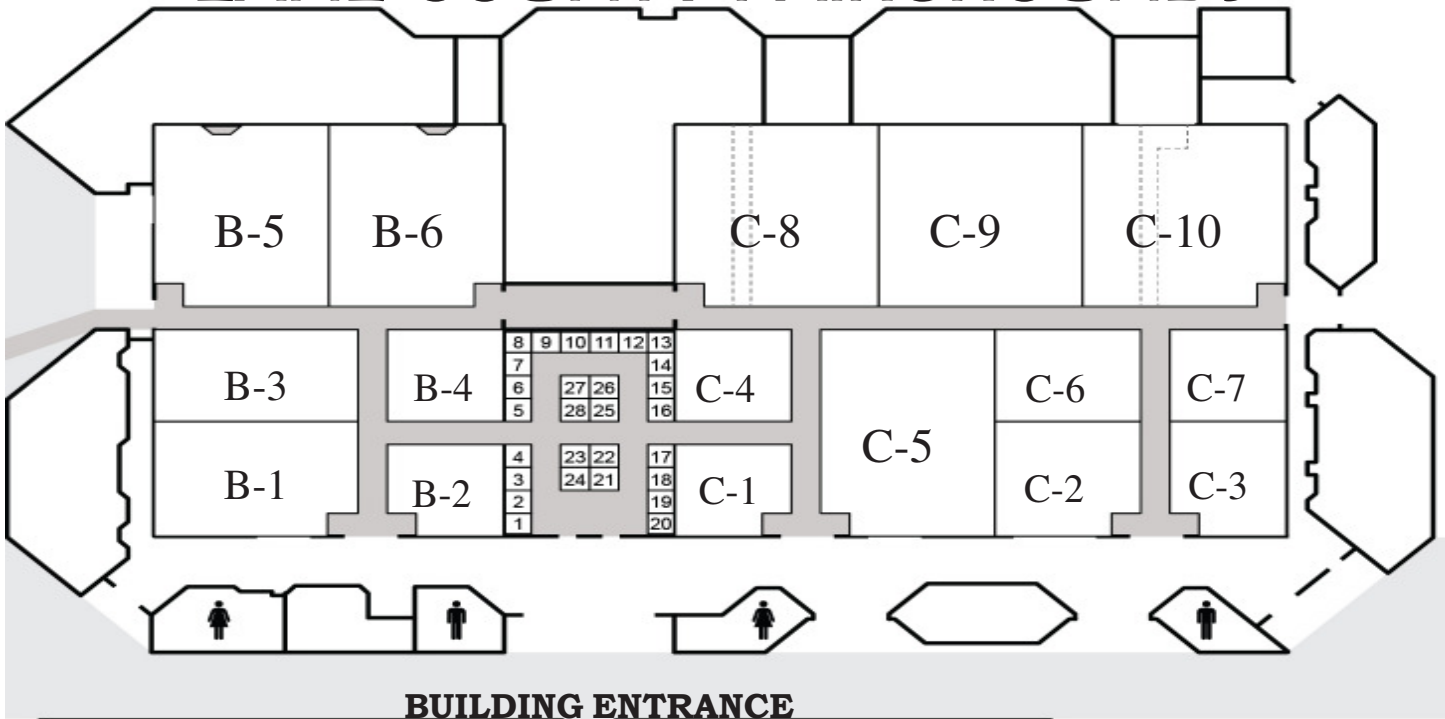 B-5 B-6 C-8 C-9 C-10
8 9 10 11 12 13
7 14
B-3 B-4 6 27 26 15 C-4 C-6 C-7
5 28 25 16
C-5
4 23 22 17
B-1 B-2 3 24 21 18 C-1 C-2 C-3
2 19
1 20
BUILDING ENTRANCE